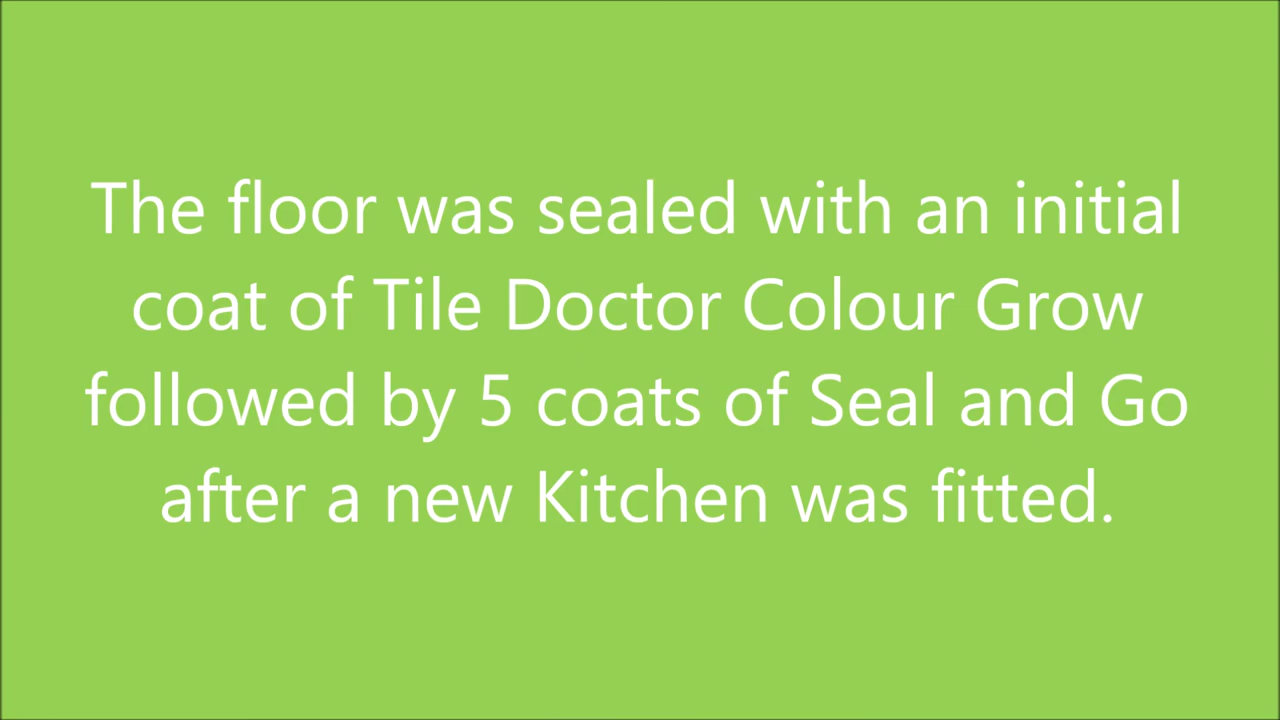 The floor was sealed with an initial
coat of Tile Doctor Colour Grow
followed by 5 coats of Seal and Go
after a new Kitchen was fitted.